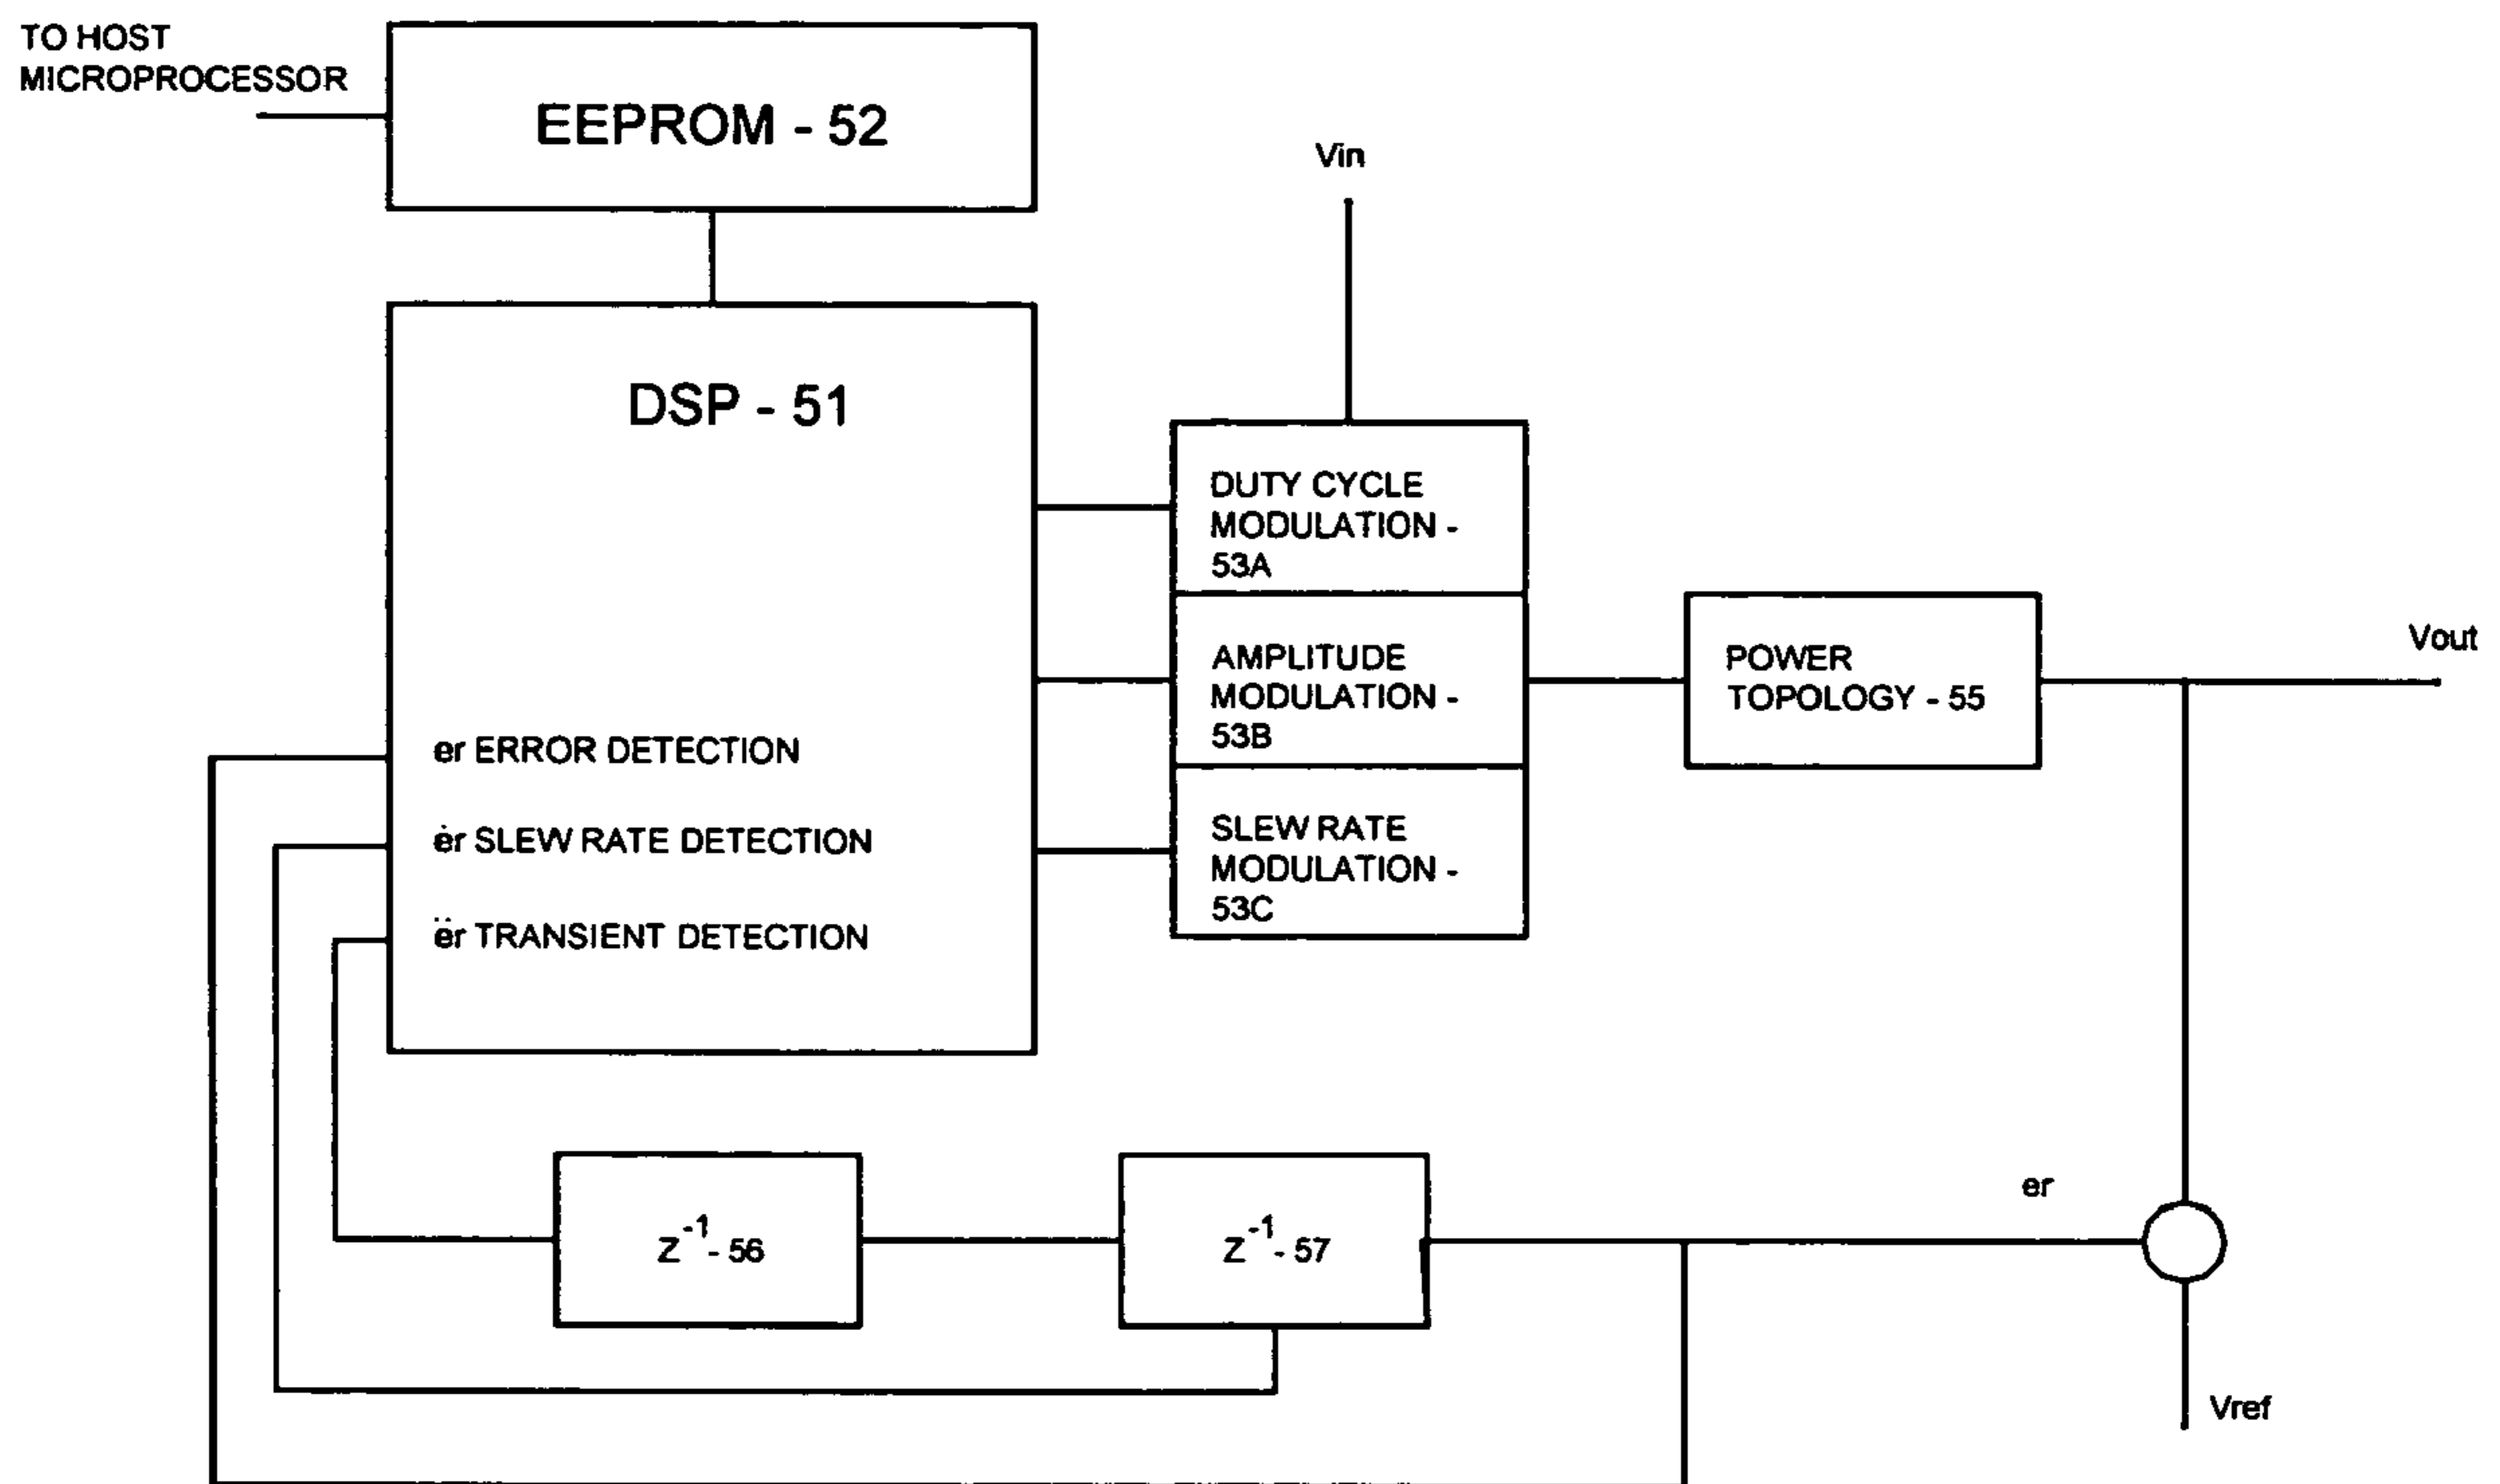 TO HOST
MICROPROCESSOR
EEPROM - 52
Vin
DSP - 51
DUTY CYCLE
MODULATION -
53A
AMPLITUDE
MODULATION -
53B
SLEW RATE
MODULATION -
53C
POWER
TOPOLOGY - 55
Vout
er ERROR DETECTION
ėr SLEW RATE DETECTION
ër TRANSIENT DETECTION
Z⁻¹- 56
Z⁻¹- 57
er
Vref